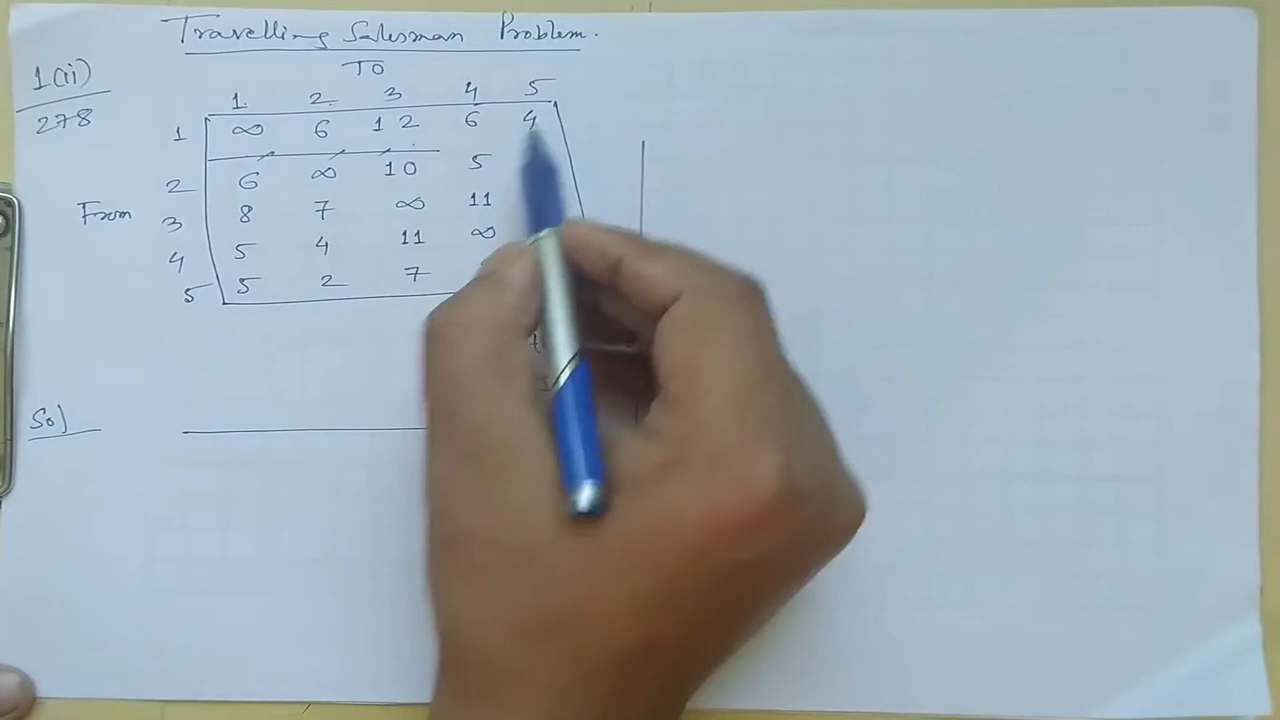 Travelling Salesman Problem.
1(ii)
278
TO
1. 2. 3 4 5
1 ∞ 6 12 6 4
2 6 ∞ 10 5
From
3 8 7 ∞ 11
4 5 4 11 ∞
5 5 2 7
Sol